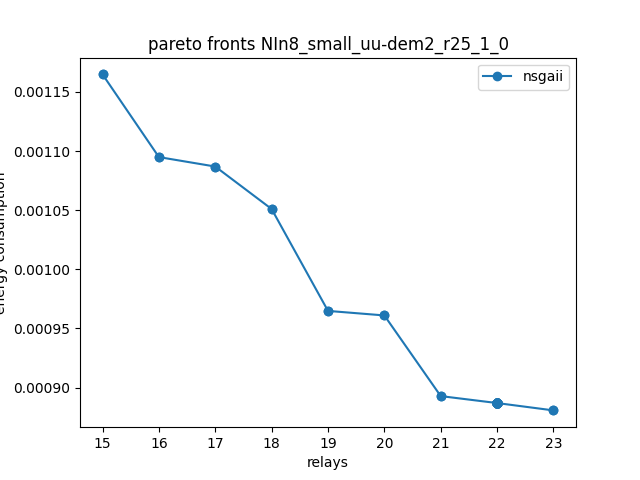 pareto fronts NIn8_small_uu-dem2_r25_1_0
nsgaii
0.00115
0.00110
0.00105
0.00100
0.00095
0.00090
energy consumption
15 16 17 18 19 20 21 22 23
relays